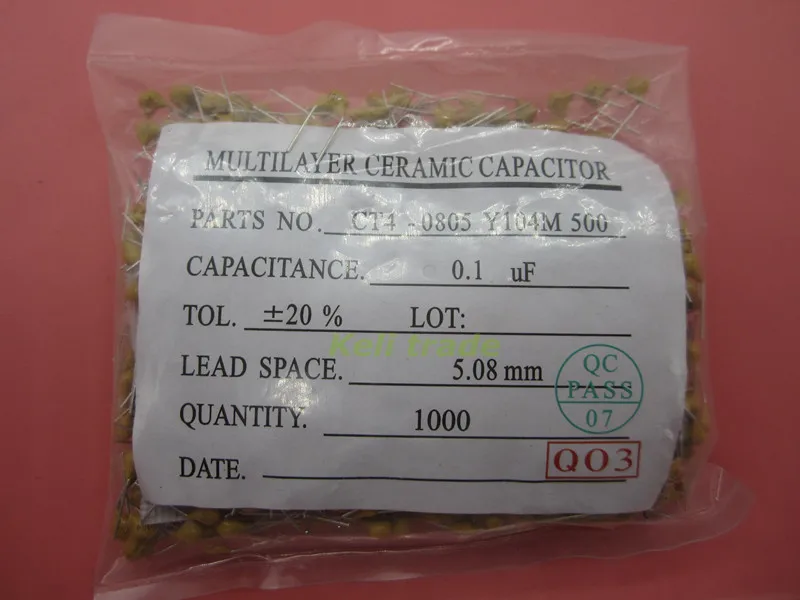 MULTILAYER CERAMIC CAPACITOR
PARTS NO. CT4 -0805 Y104M 500
CAPACITANCE. 0.1 uF
TOL. ±20 % LOT:
Keli trade
LEAD SPACE. 5.08 mm
QC
PASS
07
QUANTITY. 1000
DATE.
QO3